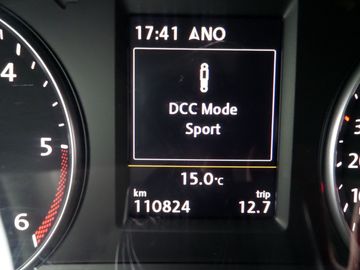 17:41 ANO
DCC Mode
Sport
15.0°C
km trip
110824 12.7
4
5
6